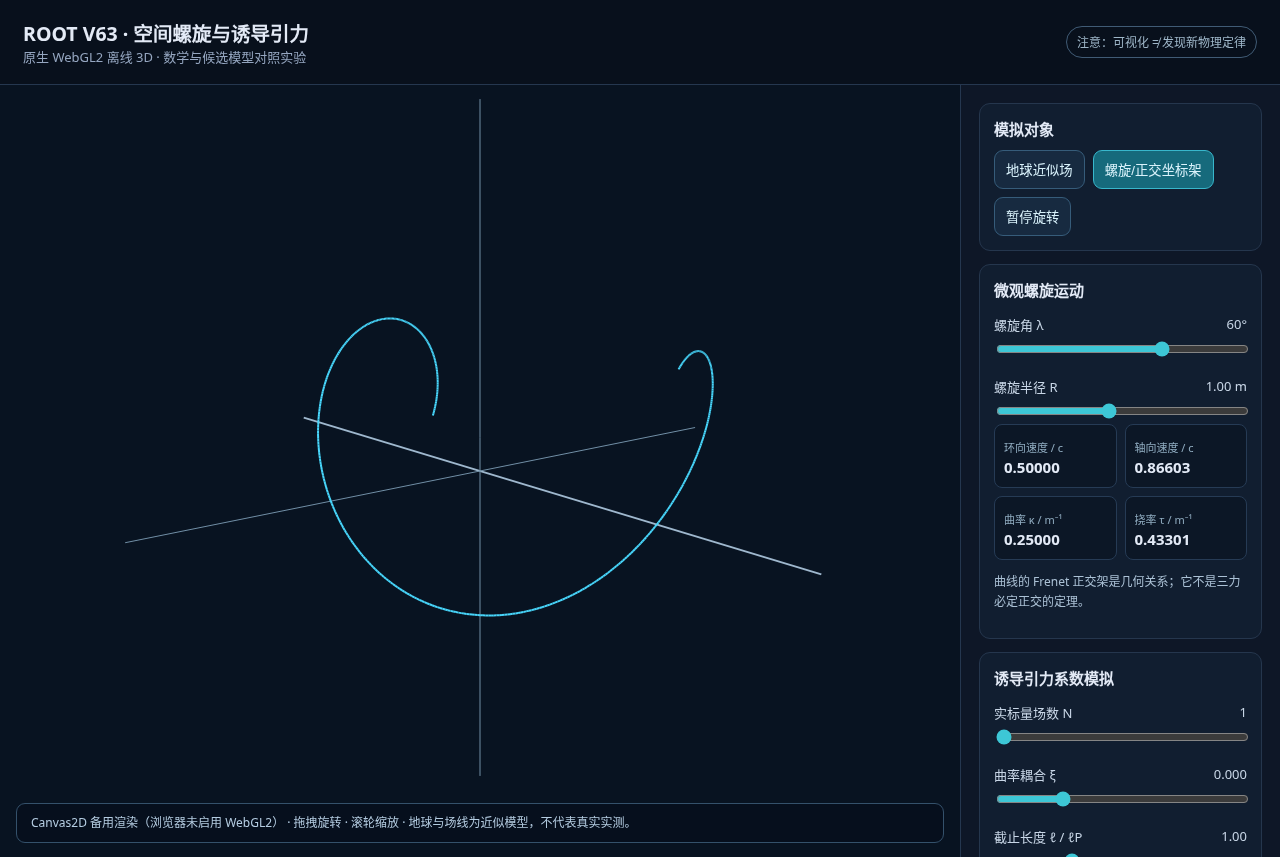 ROOT V63 · 空间螺旋与诱导引力
原生 WebGL2 离线 3D · 数学与候选模型对照实验
注意：可视化 ≠ 发现新物理定律
模拟对象
地球近似场
螺旋/正交坐标架
暂停旋转
微观螺旋运动
螺旋角 λ 60°
螺旋半径 R 1.00 m
环向速度 / c
0.50000
轴向速度 / c
0.86603
曲率 κ / m⁻¹
0.25000
挠率 τ / m⁻¹
0.43301
曲线的 Frenet 正交架是几何关系；它不是三力
必定正交的定理。
诱导引力系数模拟
实标量场数 N 1
曲率耦合 ξ 0.000
截止长度 ℓ / ℓP 1.00
Canvas2D 备用渲染（浏览器未启用 WebGL2） · 拖拽旋转 · 滚轮缩放 · 地球与场线为近似模型，不代表真实实测。